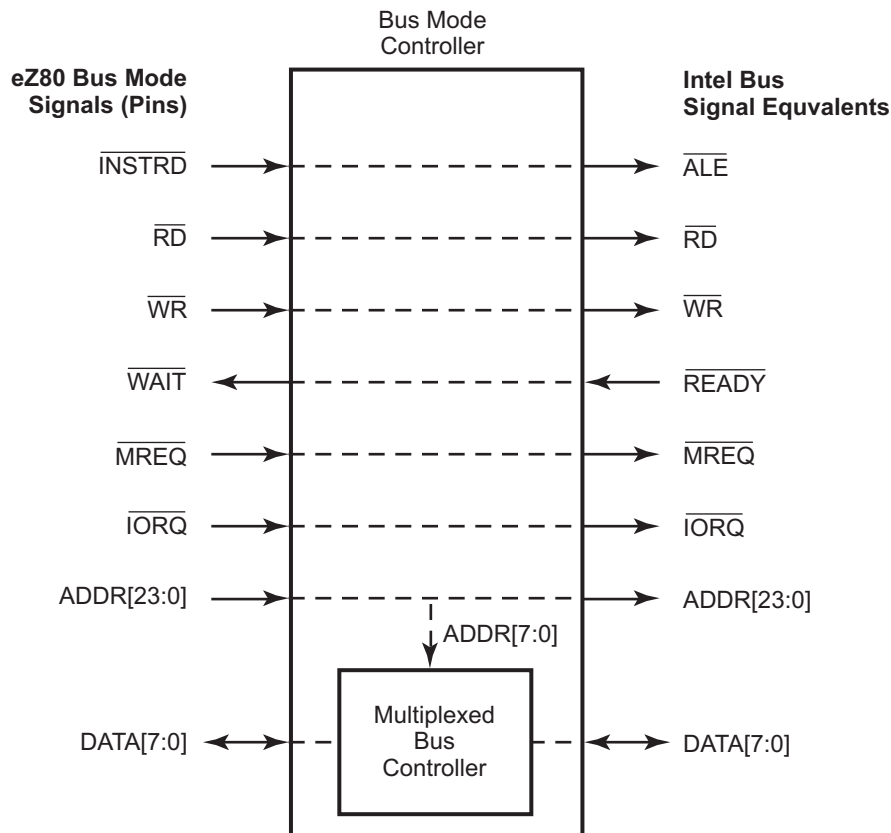 Bus Mode
Controller
eZ80 Bus Mode
Signals (Pins)
Intel Bus
Signal Equvalents
INSTRD
ALE
RD
RD
WR
WR
WAIT
READY
MREQ
MREQ
IORQ
IORQ
ADDR[23:0]
ADDR[23:0]
ADDR[7:0]
Multiplexed
Bus
Controller
DATA[7:0]
DATA[7:0]